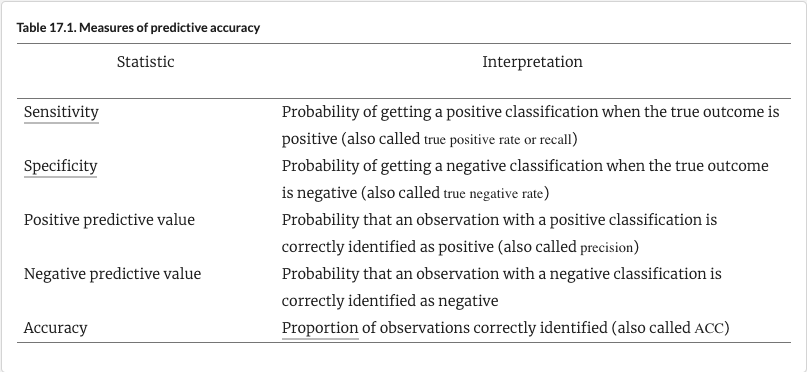 Table 17.1. Measures of predictive accuracy
Statistic Interpretation
Sensitivity Probability of getting a positive classification when the true outcome is
positive (also called true positive rate or recall)
Specificity Probability of getting a negative classification when the true outcome
is negative (also called true negative rate)
Positive predictive value Probability that an observation with a positive classification is
correctly identified as positive (also called precision)
Negative predictive value Probability that an observation with a negative classification is
correctly identified as negative
Accuracy Proportion of observations correctly identified (also called ACC)